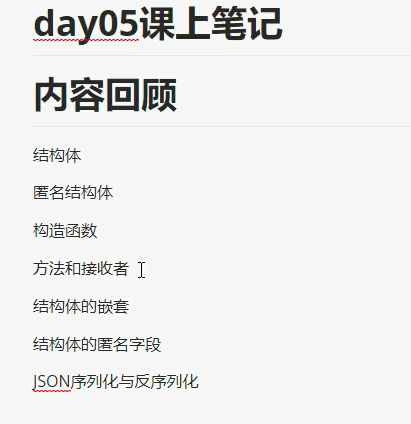 day05课上笔记
内容回顾
结构体
匿名结构体
构造函数
方法和接收者
结构体的嵌套
结构体的匿名字段
JSON序列化与反序列化